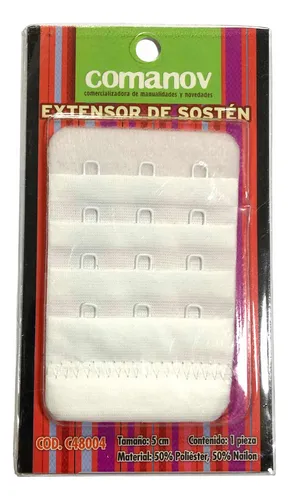 comanov
comercializadora de manualidades y novedades
EXTENSOR DE SOSTÉN
COD. C48004
Tamaño: 5 cm
Contenido: 1 pieza
Material: 50% Poliéster, 50% Nailon